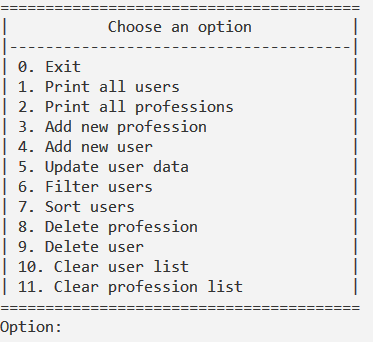 ========================================
|           Choose an option           |
|--------------------------------------|
| 0. Exit                              |
| 1. Print all users                   |
| 2. Print all professions             |
| 3. Add new profession                |
| 4. Add new user                      |
| 5. Update user data                  |
| 6. Filter users                      |
| 7. Sort users                        |
| 8. Delete profession                 |
| 9. Delete user                       |
| 10. Clear user list                  |
| 11. Clear profession list            |
========================================
Option: